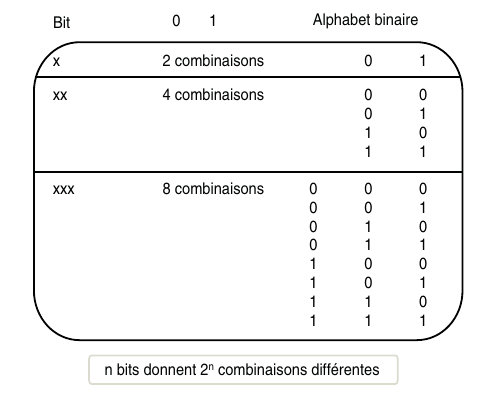 Bit 0 1 Alphabet binaire
x 2 combinaisons 0 1
xx 4 combinaisons 0 0
0 1
1 0
1 1
xxx 8 combinaisons 0 0 0
0 0 1
0 1 0
0 1 1
1 0 0
1 0 1
1 1 0
1 1 1
n bits donnent 2ⁿ combinaisons différentes